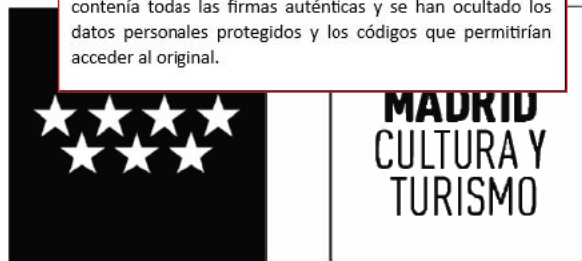 contenía todas las firmas auténticas y se han ocultado los
datos personales protegidos y los códigos que permitirían
acceder al original.
MADRID
CULTURA Y
TURISMO